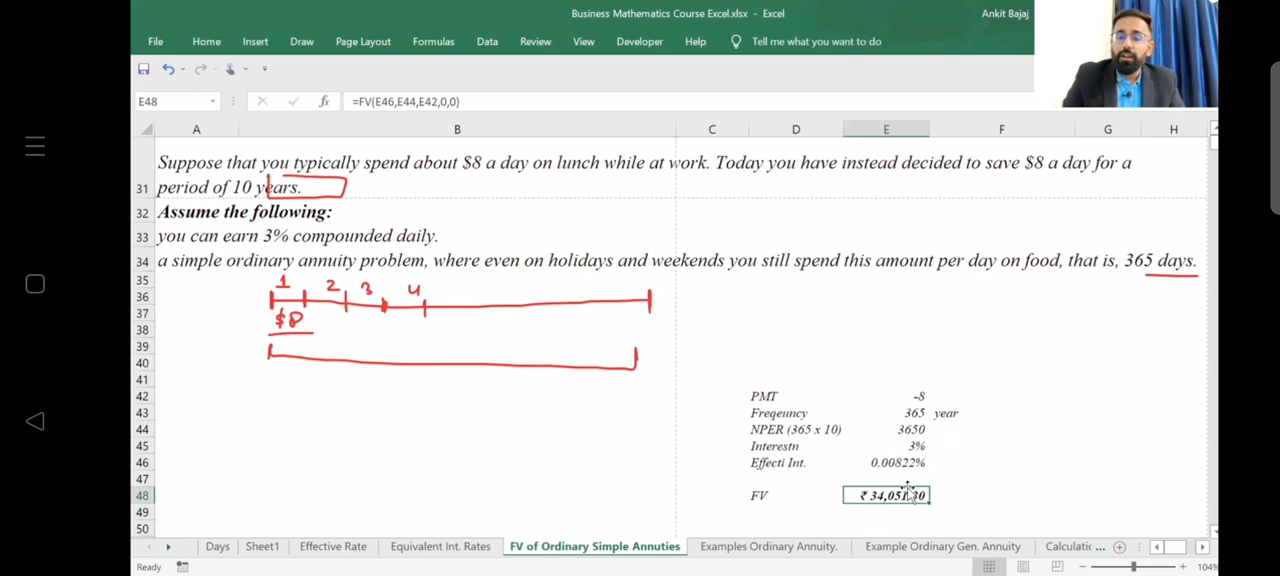 Business Mathematics Course Excel.xlsx - Excel
Ankit Bajaj
File Home Insert Draw Page Layout Formulas Data Review View Developer Help Tell me what you want to do
E48 fx =FV(E46,E44,E42,0,0)
A B C D E F G H
Suppose that you typically spend about $8 a day on lunch while at work. Today you have instead decided to save $8 a day for a
31 period of 10 years.
32 Assume the following:
33 you can earn 3% compounded daily.
34 a simple ordinary annuity problem, where even on holidays and weekends you still spend this amount per day on food, that is, 365 days.
35 1 2 3 4
36
37 $8
38
39
40
41
42 PMT -8
43 Freqeuncy 365 year
44 NPER (365 x 10) 3650
45 Interestn 3%
46 Effecti Int. 0.00822%
47
48 FV ₹ 34,051.30
49
50
Days Sheet1 Effective Rate Equivalent Int. Rates FV of Ordinary Simple Annuties Examples Ordinary Annuity. Example Ordinary Gen. Annuity Calculatic ...
Ready 104%